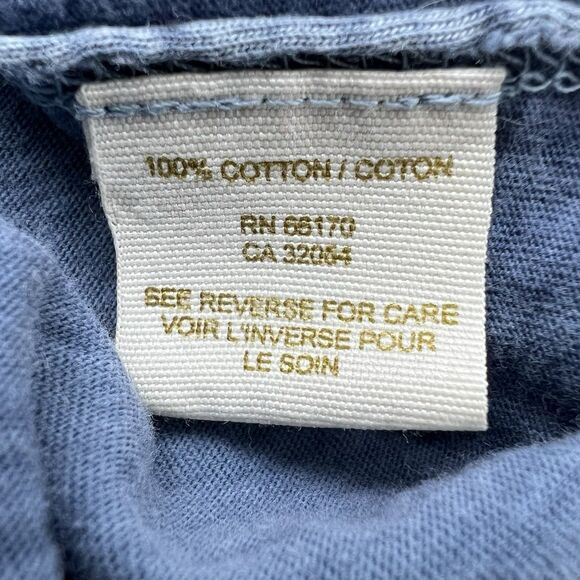 100% COTTON / COTON
RN 66170
CA 32054
SEE REVERSE FOR CARE
VOIR L'INVERSE POUR
LE SOIN